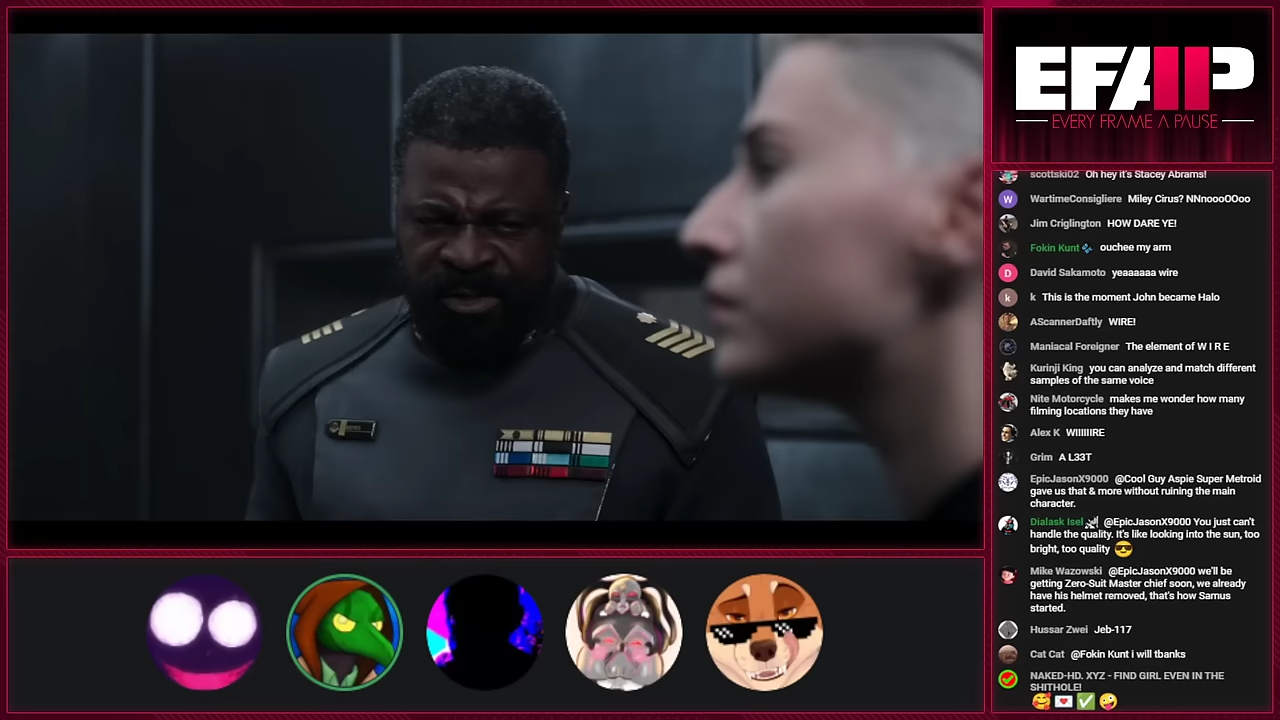 EFAP
EVERY FRAME A PAUSE
scottski02 Oh hey it's Stacey Abrams!
W WartimeConsigliere Miley Cirus? NNnoooOOoo
Jim Criglington HOW DARE YE!
Fokin Kunt ouchee my arm
D David Sakamoto yeaaaaaa wire
k k This is the moment John became Halo
AScannerDaftly WIRE!
Maniacal Foreigner The element of W I R E
Kurinji King you can analyze and match different
samples of the same voice
Nite Motorcycle makes me wonder how many
filming locations they have
Alex K WIIIIIRE
Grim A L33T
EpicJasonX9000 @Cool Guy Aspie Super Metroid
gave us that & more without ruining the main
character.
Dialask Isel @EpicJasonX9000 You just can't
handle the quality. It's like looking into the sun, too
bright, too quality 😎
Mike Wazowski @EpicJasonX9000 we'll be
getting Zero-Suit Master chief soon, we already
have his helmet removed, that's how Samus
started.
Hussar Zwei Jeb-117
Cat Cat @Fokin Kunt i will tbanks
NAKED-HD. XYZ - FIND GIRL EVEN IN THE
SHITHOLE!
🥰 💌 ✅ 🤪